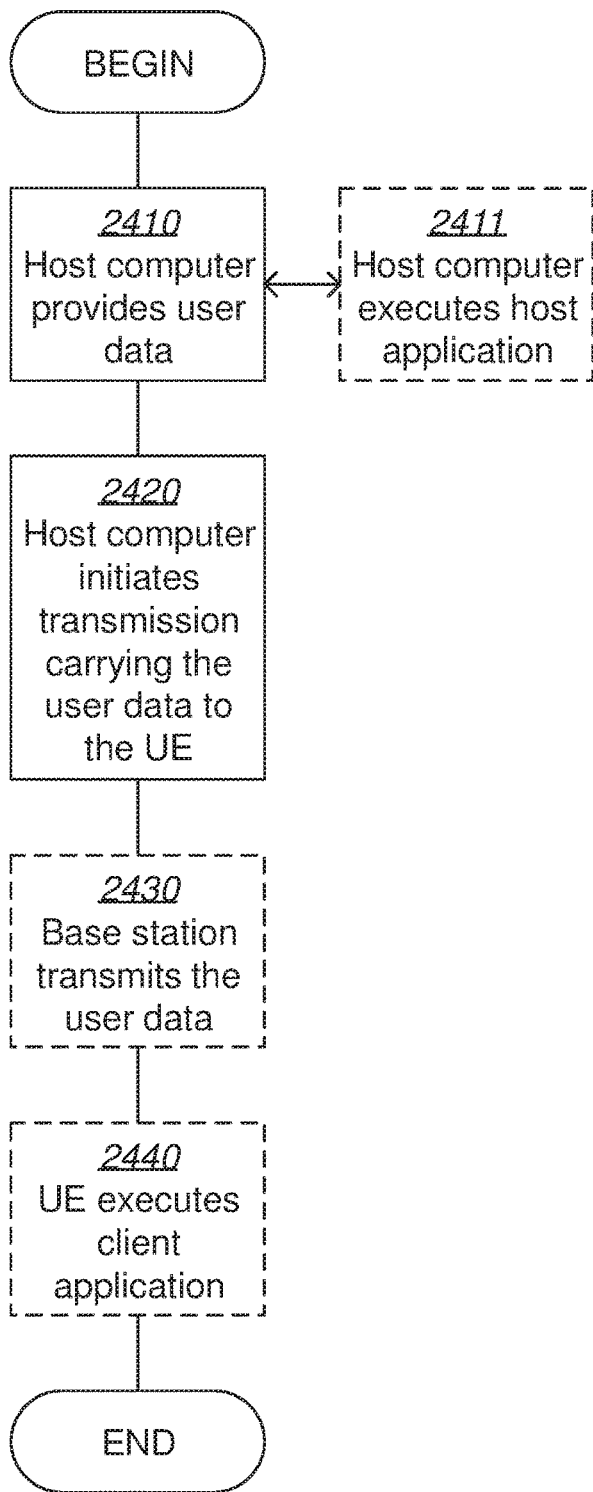 BEGIN
2410
Host computer
provides user
data
2411
Host computer
executes host
application
2420
Host computer
initiates
transmission
carrying the
user data to
the UE
2430
Base station
transmits the
user data
2440
UE executes
client
application
END